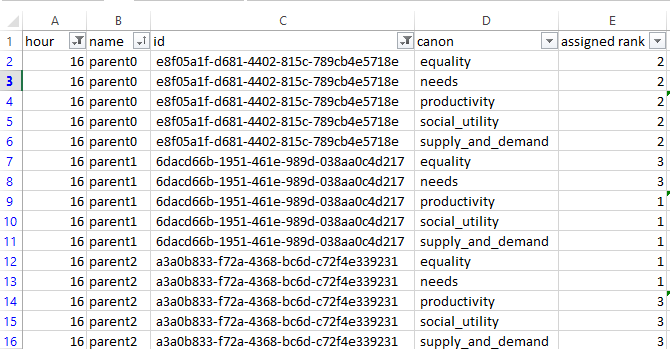 A B C D E
1 hour name id canon assigned rank
2 16 parent0 e8f05a1f-d681-4402-815c-789cb4e5718e equality 2
3 16 parent0 e8f05a1f-d681-4402-815c-789cb4e5718e needs 2
4 16 parent0 e8f05a1f-d681-4402-815c-789cb4e5718e productivity 2
5 16 parent0 e8f05a1f-d681-4402-815c-789cb4e5718e social_utility 2
6 16 parent0 e8f05a1f-d681-4402-815c-789cb4e5718e supply_and_demand 2
7 16 parent1 6dacd66b-1951-461e-989d-038aa0c4d217 equality 3
8 16 parent1 6dacd66b-1951-461e-989d-038aa0c4d217 needs 3
9 16 parent1 6dacd66b-1951-461e-989d-038aa0c4d217 productivity 1
10 16 parent1 6dacd66b-1951-461e-989d-038aa0c4d217 social_utility 1
11 16 parent1 6dacd66b-1951-461e-989d-038aa0c4d217 supply_and_demand 1
12 16 parent2 a3a0b833-f72a-4368-bc6d-c72f4e339231 equality 1
13 16 parent2 a3a0b833-f72a-4368-bc6d-c72f4e339231 needs 1
14 16 parent2 a3a0b833-f72a-4368-bc6d-c72f4e339231 productivity 3
15 16 parent2 a3a0b833-f72a-4368-bc6d-c72f4e339231 social_utility 3
16 16 parent2 a3a0b833-f72a-4368-bc6d-c72f4e339231 supply_and_demand 3